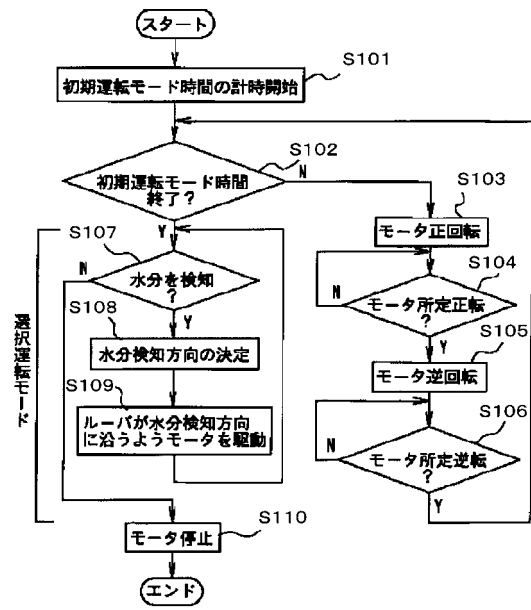 スタート
S101
初期運転モード時間の計時開始
S102
初期運転モード時間
終了?
N
Y
S103
モータ正回転
S104
モータ所定正転
?
N
Y
S105
モータ逆回転
S106
モータ所定逆転
?
N
Y
選択運転モード
S107
水分を検知
?
N
Y
S108
水分検知方向の決定
S109
ルーバが水分検知方向
に沿うようモータを駆動
S110
モータ停止
エンド